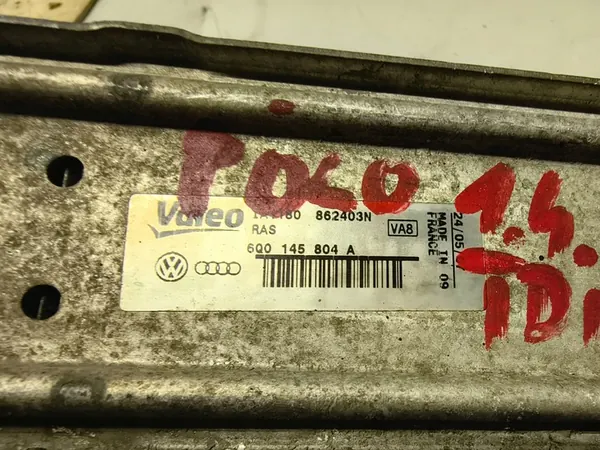 POLO 1.4. TDI
Valeo 862403N
RAS VA8
6Q0 145 804 A
24/05
MADE IN
FRANCE 09